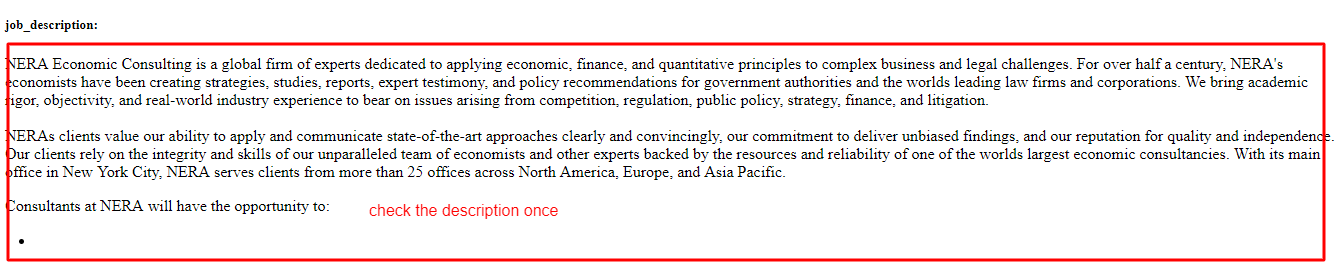 job_description:
NERA Economic Consulting is a global firm of experts dedicated to applying economic, finance, and quantitative principles to complex business and legal challenges. For over half a century, NERA's
economists have been creating strategies, studies, reports, expert testimony, and policy recommendations for government authorities and the worlds leading law firms and corporations. We bring academic
rigor, objectivity, and real-world industry experience to bear on issues arising from competition, regulation, public policy, strategy, finance, and litigation.
NERAs clients value our ability to apply and communicate state-of-the-art approaches clearly and convincingly, our commitment to deliver unbiased findings, and our reputation for quality and independence.
Our clients rely on the integrity and skills of our unparalleled team of economists and other experts backed by the resources and reliability of one of the worlds largest economic consultancies. With its main
office in New York City, NERA serves clients from more than 25 offices across North America, Europe, and Asia Pacific.
Consultants at NERA will have the opportunity to:
check the description once